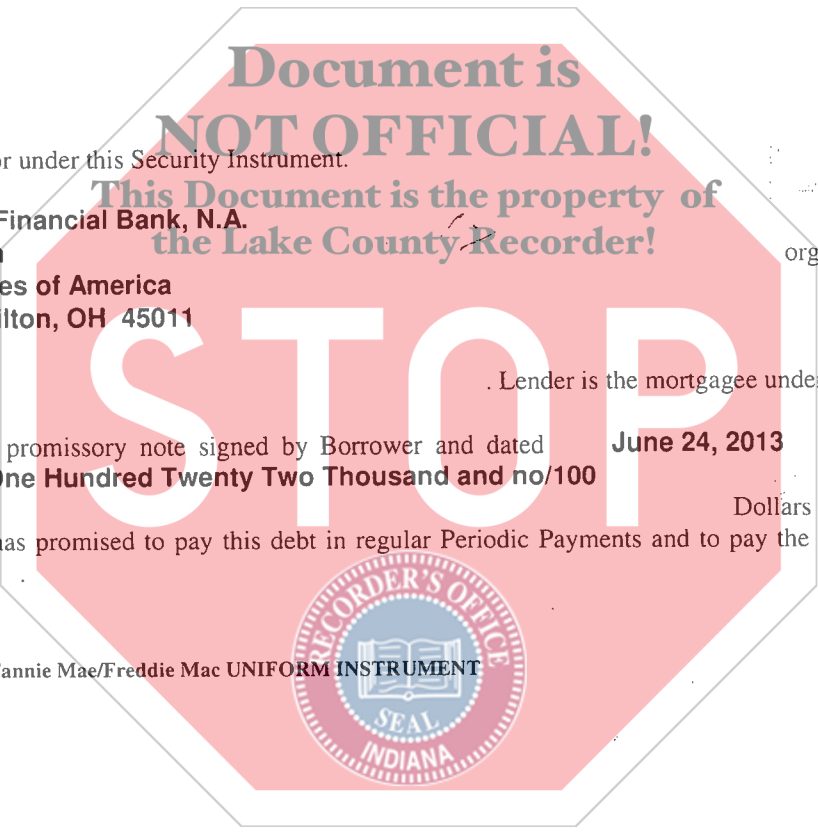 Document is
NOT OFFICIAL!
or under this Security Instrument.
This Document is the property of
Financial Bank, N.A.
the Lake County Recorder!
org
es of America
ilton, OH 45011
STOP
. Lender is the mortgagee unde
promissory note signed by Borrower and dated June 24, 2013
One Hundred Twenty Two Thousand and no/100
Dollars
has promised to pay this debt in regular Periodic Payments and to pay the
RECORDER'S OFFICE
annie Mae/Freddie Mac UNIFORM INSTRUMENT
SEAL
INDIANA